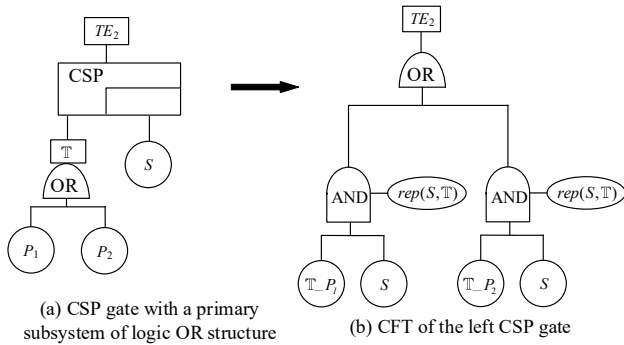 TE₂
CSP
𝕋
OR
S
P₁
P₂
(a) CSP gate with a primary
subsystem of logic OR structure
TE₂
OR
AND
rep(S,𝕋)
AND
rep(S,𝕋)
𝕋_P₁
S
𝕋_P₂
S
(b) CFT of the left CSP gate